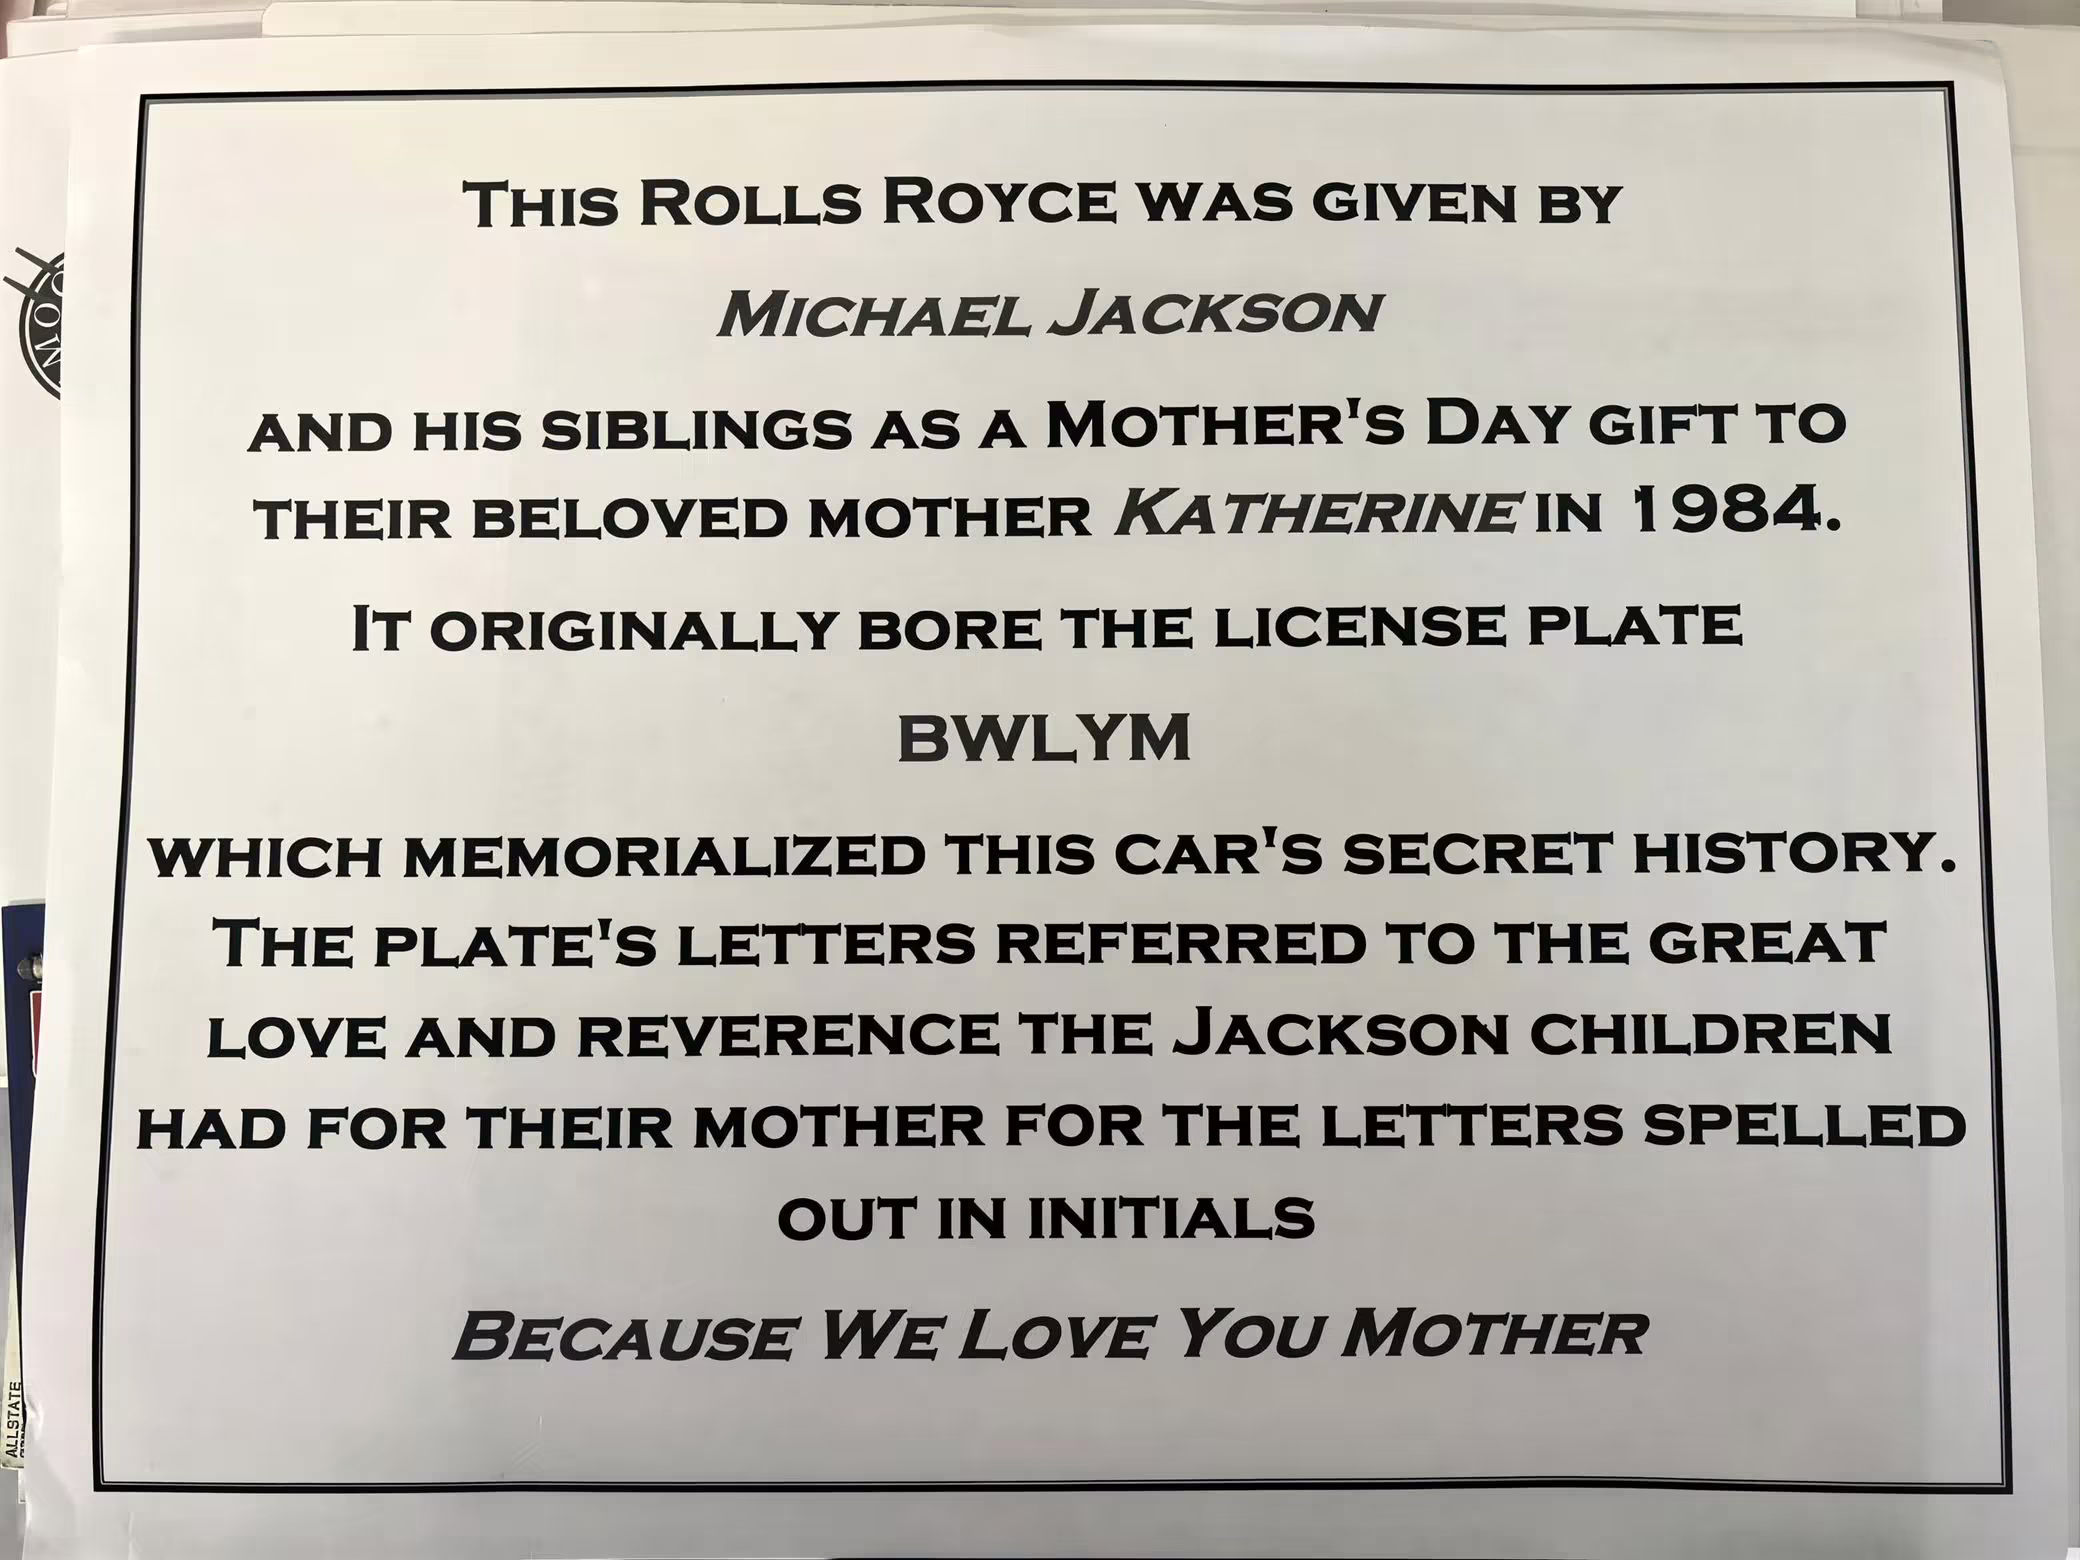 This Rolls Royce was given by
Michael Jackson
and his siblings as a Mother's Day gift to
their beloved mother Katherine in 1984.
It originally bore the license plate
BWLYM
which memorialized this car's secret history.
The plate's letters referred to the great
love and reverence the Jackson children
had for their mother for the letters spelled
out in initials
Because We Love You Mother
ALLSTATE